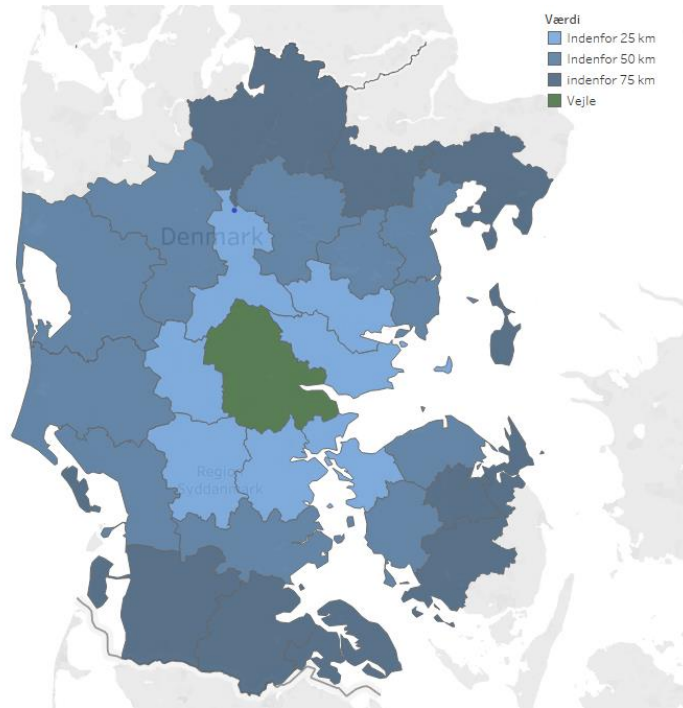 Værdi
Indenfor 25 km
Indenfor 50 km
indenfor 75 km
Vejle
Denmark
Region
Syddanmark